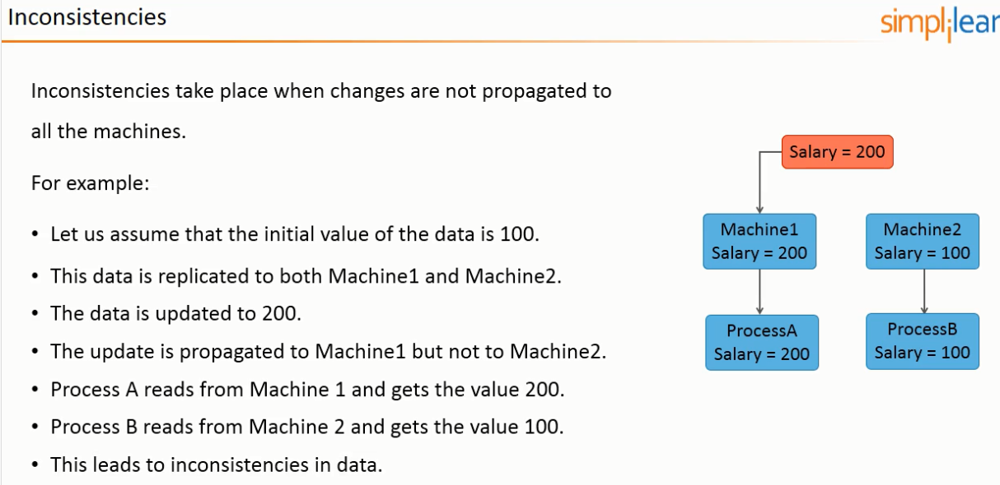 Inconsistencies
simplilear
Inconsistencies take place when changes are not propagated to
all the machines.
For example:
• Let us assume that the initial value of the data is 100.
• This data is replicated to both Machine1 and Machine2.
• The data is updated to 200.
• The update is propagated to Machine1 but not to Machine2.
• Process A reads from Machine 1 and gets the value 200.
• Process B reads from Machine 2 and gets the value 100.
• This leads to inconsistencies in data.
Salary = 200
Machine1
Salary = 200
Machine2
Salary = 100
ProcessA
Salary = 200
ProcessB
Salary = 100